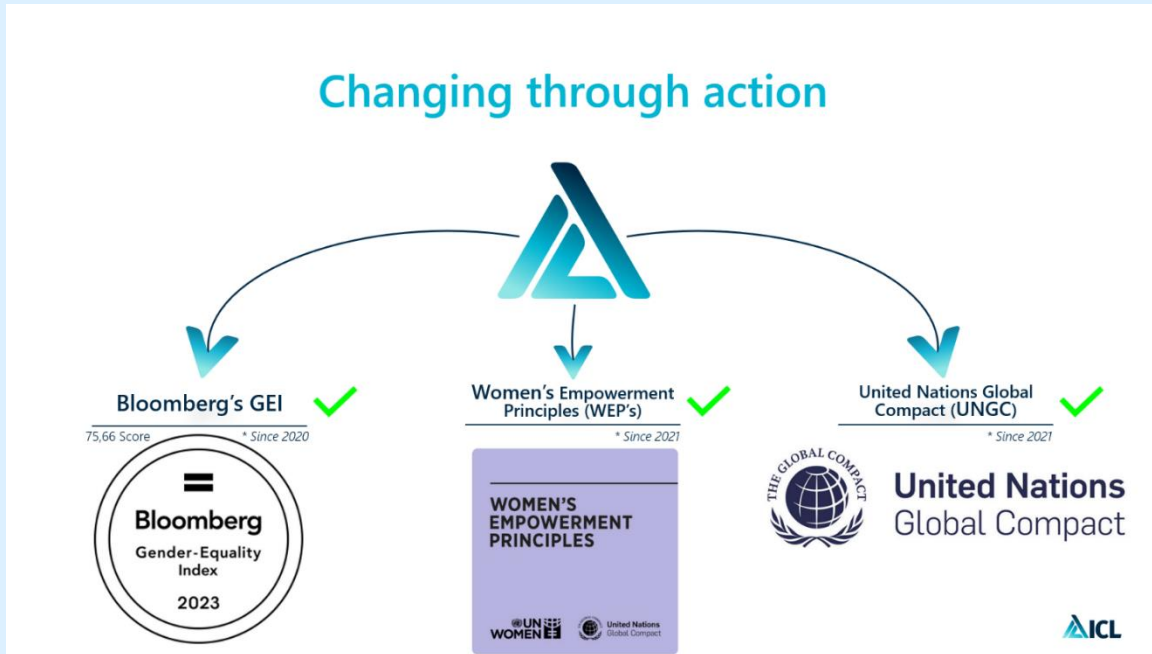 Changing through action
Bloomberg's GEI
75,66 Score
* Since 2020
=
Bloomberg
Gender-Equality
Index
2023
Women's Empowerment
Principles (WEP's)
* Since 2021
WOMEN'S
EMPOWERMENT
PRINCIPLES
UN
WOMEN
United Nations
Global Compact
United Nations Global
Compact (UNGC)
* Since 2021
THE GLOBAL COMPACT
United Nations
Global Compact
ICL